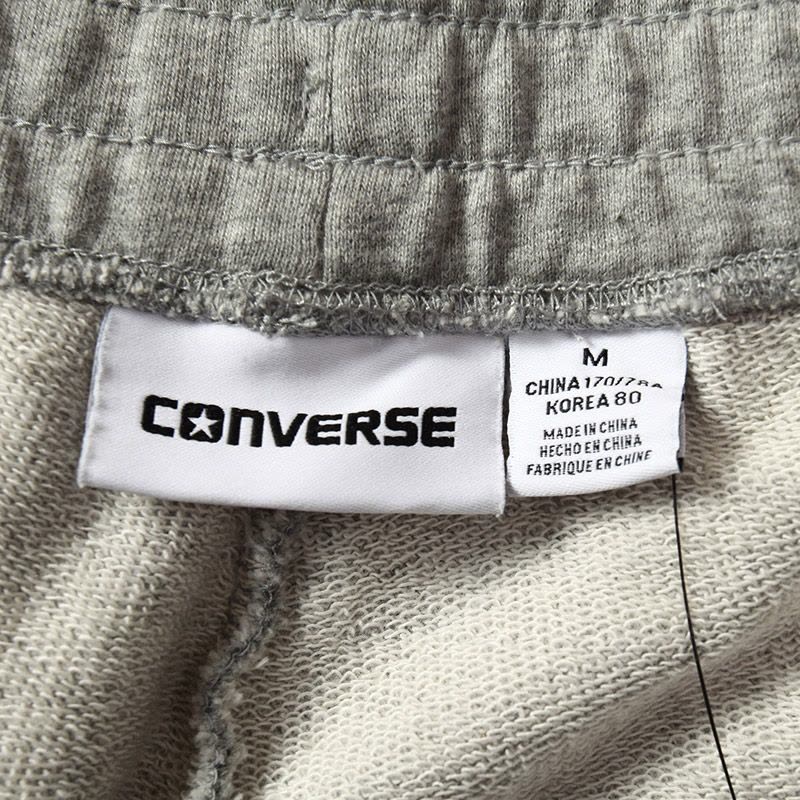 CONVERSE
M
CHINA 170/78A
KOREA 80
MADE IN CHINA
HECHO EN CHINA
FABRIQUE EN CHINE